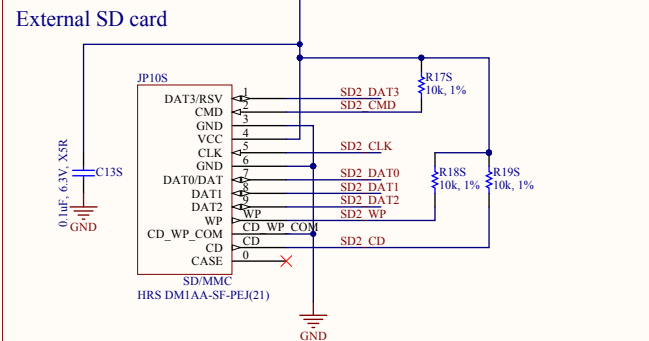 External SD card
JP10S
DAT3/RSV 1 SD2_DAT3
CMD 2 SD2_CMD
GND 3
VCC 4
CLK 5 SD2_CLK
GND 6
DAT0/DAT 7 SD2_DAT0
DAT1 8 SD2_DAT1
DAT2 9 SD2_DAT2
WP WP SD2_WP
CD_WP_COM CD_WP_COM
CD CD SD2_CD
CASE 0
SD/MMC
HRS DM1AA-SF-PEJ(21)
R17S
10k, 1%
R18S
10k, 1%
R19S
10k, 1%
C13S
0.1uF, 6.3V, X5R
GND
GND